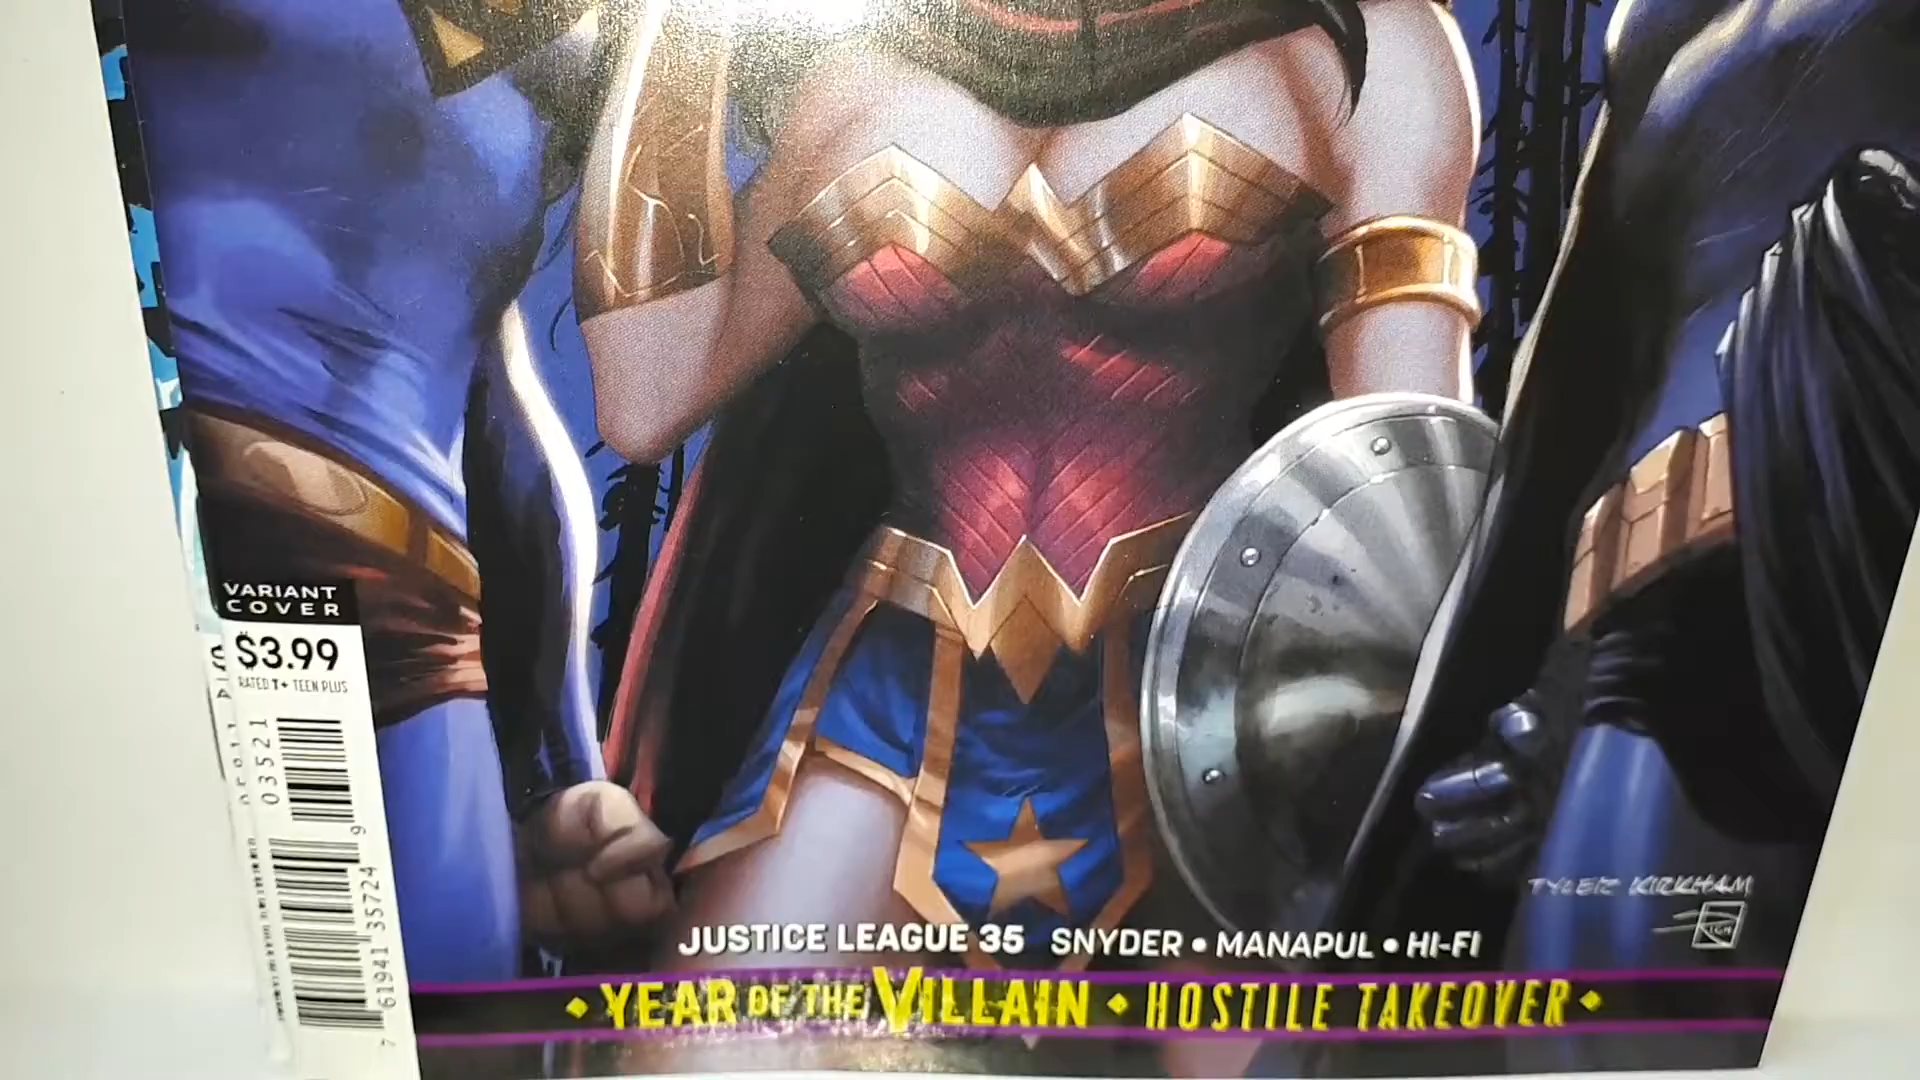 VARIANT
COVER
$3.99
RATED T+ TEEN PLUS
03521
7 61941 35724 9
TYLER KIRKHAM
JUSTICE LEAGUE 35 SNYDER • MANAPUL • HI-FI
YEAR OF THE VILLAIN HOSTILE TAKEOVER